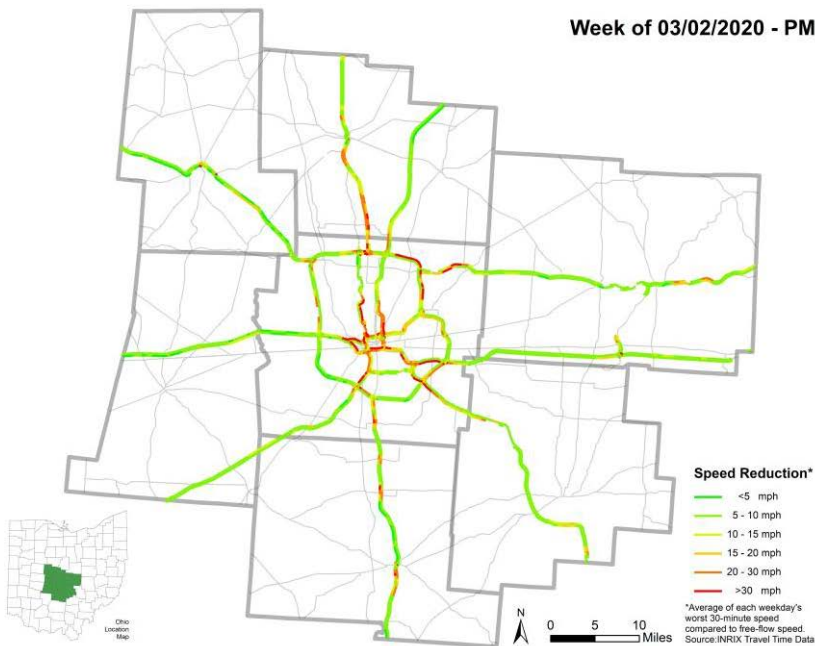 Week of 03/02/2020 - PM
Speed Reduction*
<5 mph
5 - 10 mph
10 - 15 mph
15 - 20 mph
20 - 30 mph
>30 mph
*Average of each weekday's
worst 30-minute speed
compared to free-flow speed.
Source:INRIX Travel Time Data
N
0 5 10
Miles
Ohio
Location
Map